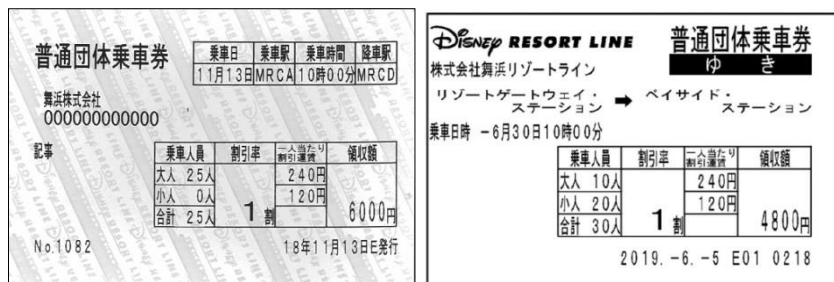 普通団体乗車券
乗車日 乗車駅 乗車時間 降車駅
11月13日 MRCA 10時00分 MRCD
舞浜株式会社
0000000000000
記事
乗車人員 割引率 一人当たり割引運賃 領収額
大人 25人 240円
小人 0人 120円
合計 25人 1割 6000円
No.1082 18年11月13日E発行
Disney RESORT LINE 普通団体乗車券
ゆき
株式会社舞浜リゾートライン
リゾートゲートウェイ・ステーション ➡ ベイサイド・ステーション
乗車日時 -6月30日10時00分
乗車人員 割引率 一人当たり割引運賃 領収額
大人 10人 240円
小人 20人 120円
合計 30人 1割 4800円
2019.-6.-5 E01 0218